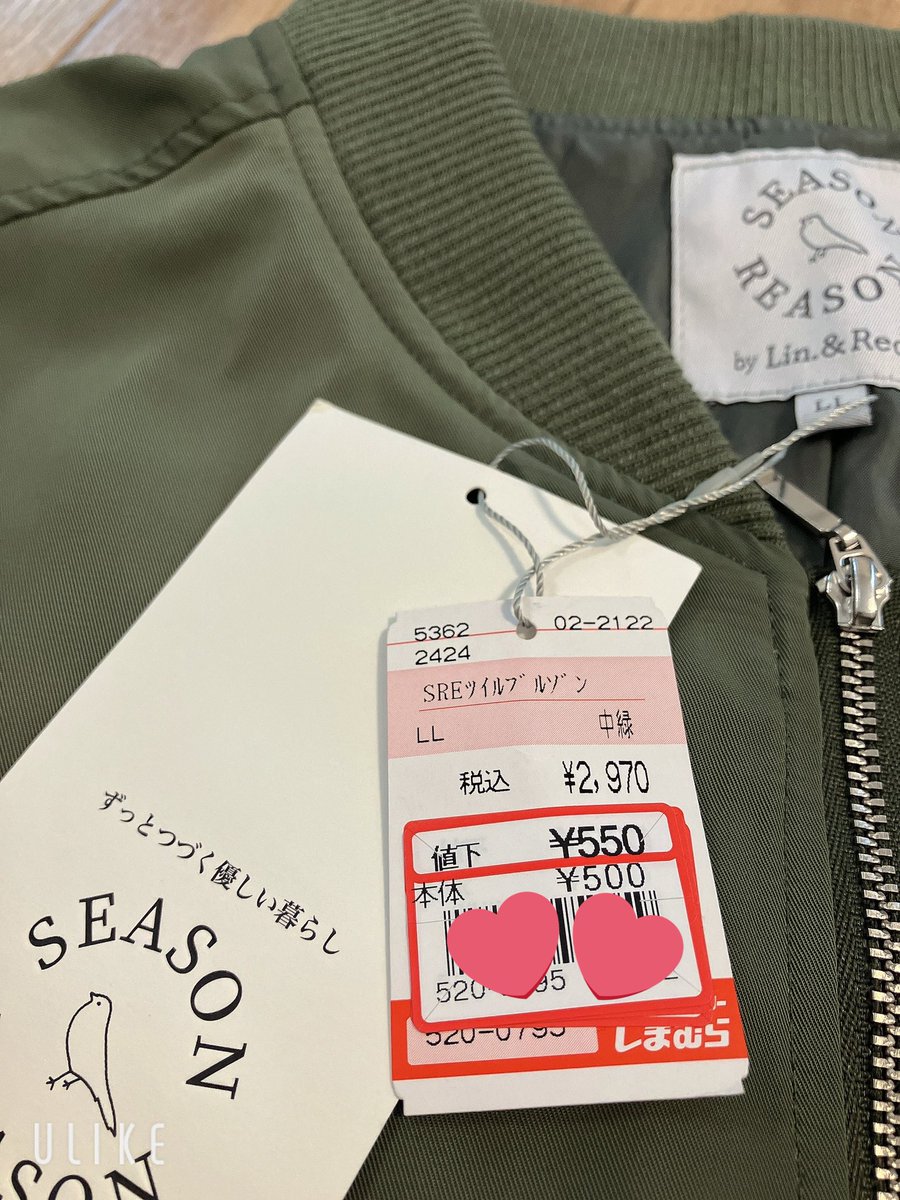 SEASON
REASON
by Lin.&Red
LL
5362 02-2122
2424
SREツイルブルゾン
LL 中緑
税込 ¥2,970
値下 ¥550
本体 ¥500
520-0795
しまむら
ずっとつづく優しい暮らし
SEASON
ULIKE